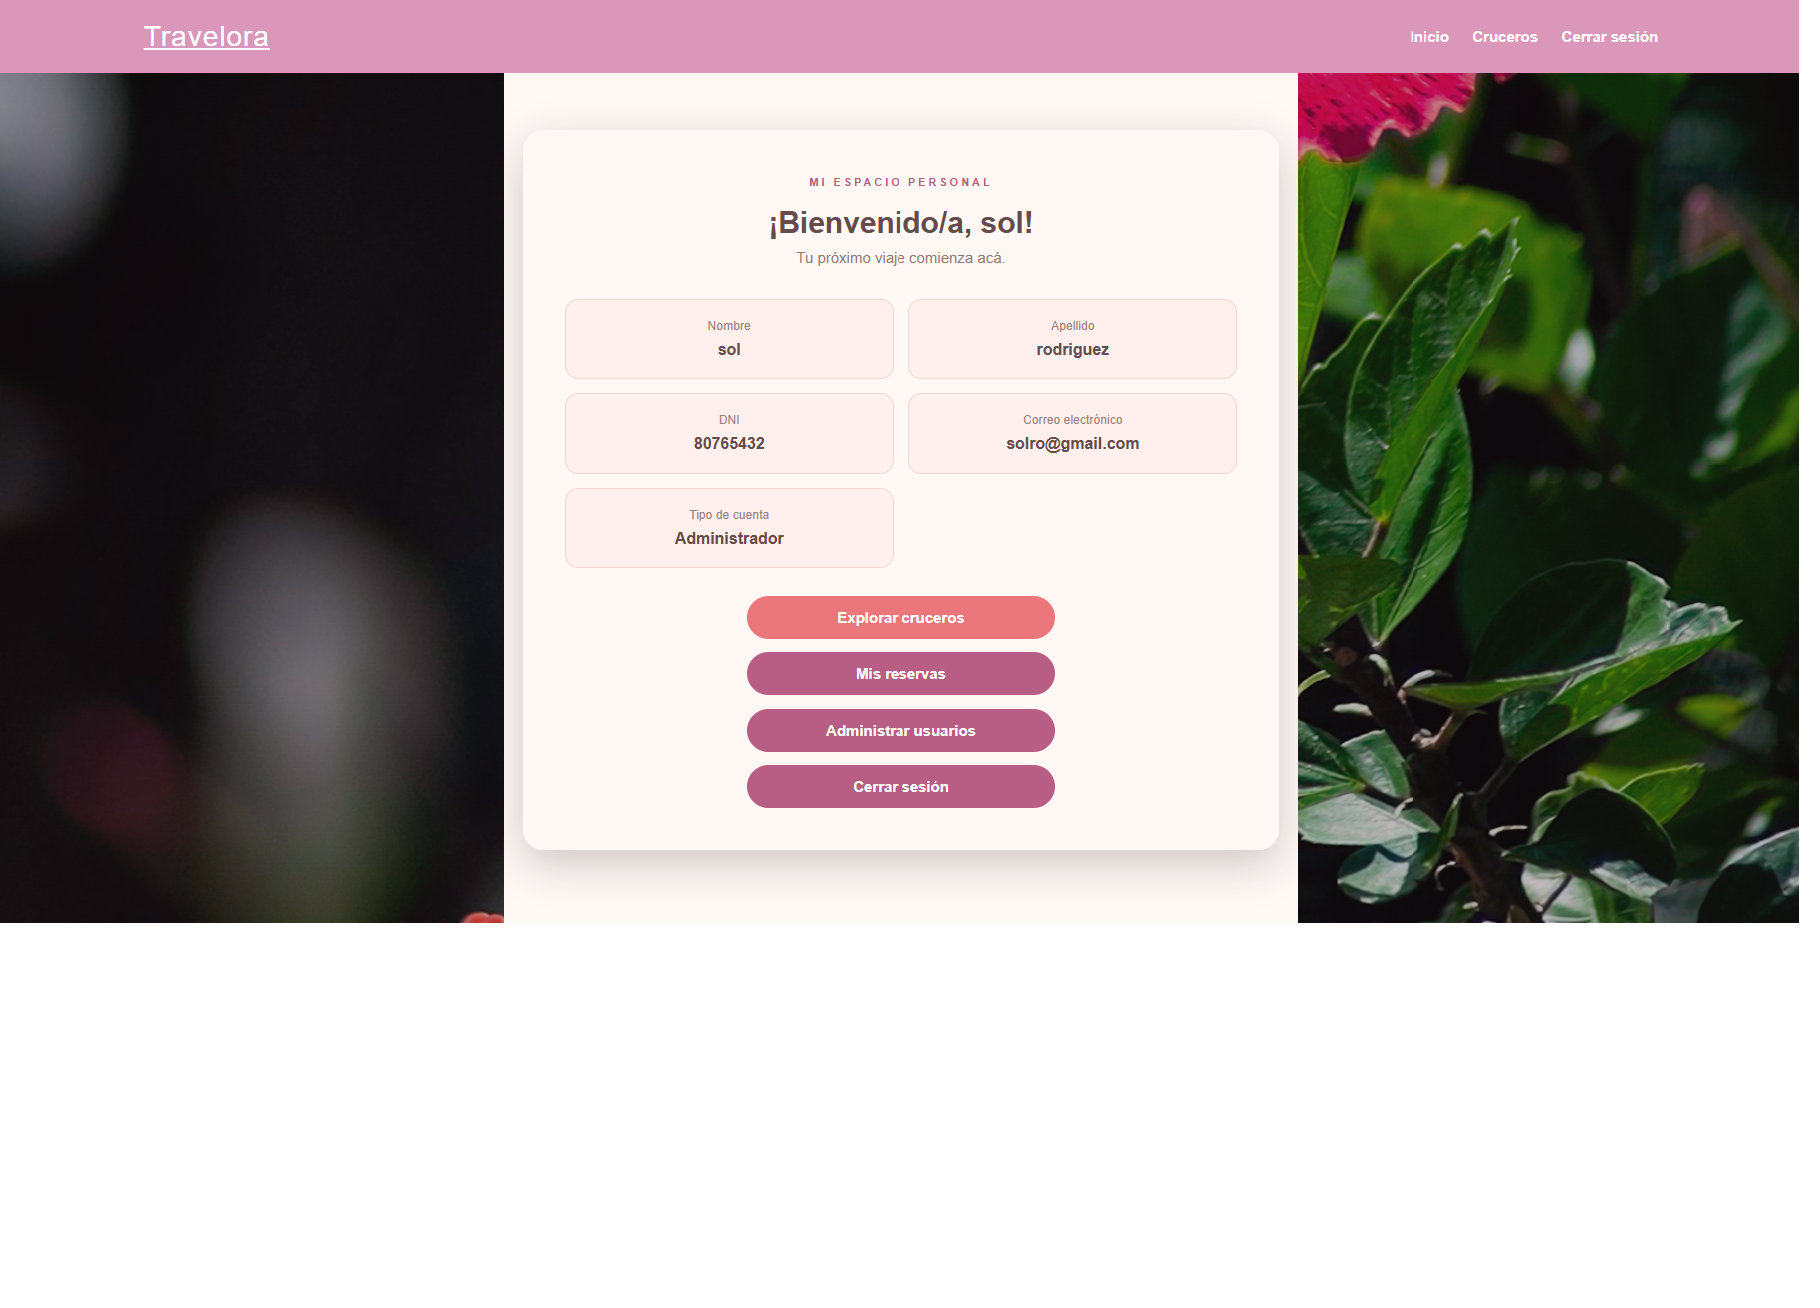 Travelora
Inicio Cruceros Cerrar sesión
MI ESPACIO PERSONAL
¡Bienvenido/a, sol!
Tu próximo viaje comienza acá.
Nombre
sol
Apellido
rodriguez
DNI
80765432
Correo electrónico
solro@gmail.com
Tipo de cuenta
Administrador
Explorar cruceros
Mis reservas
Administrar usuarios
Cerrar sesión